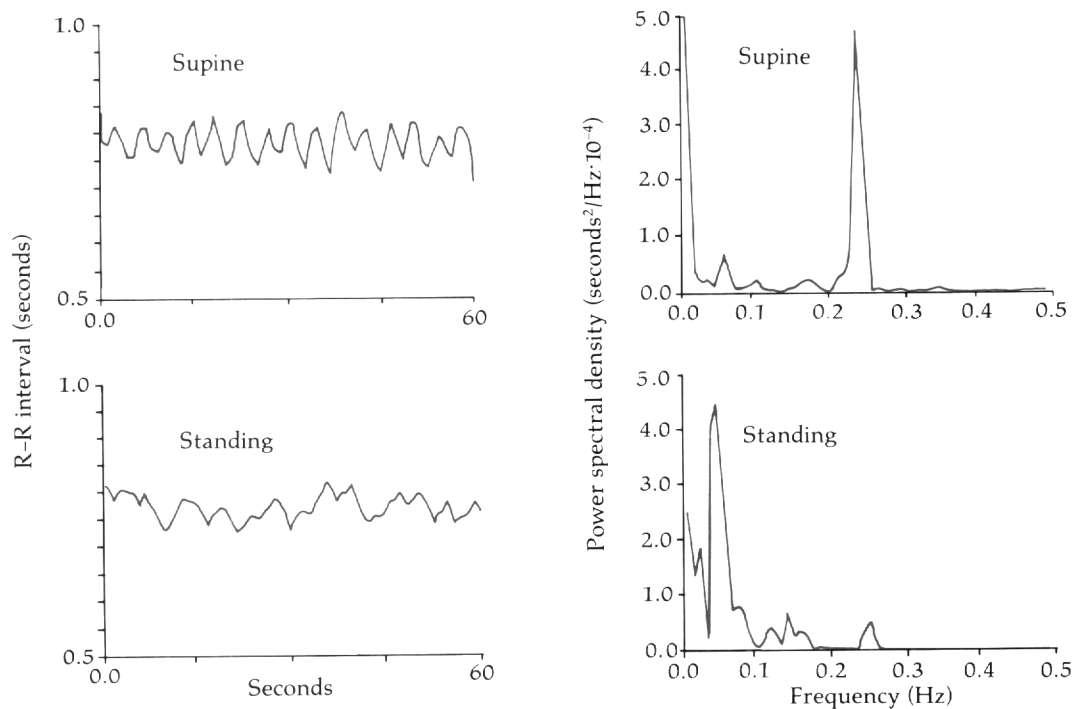 R–R interval (seconds)
1.0
Supine
0.5
0.0
60
1.0
Standing
0.5
0.0
60
Seconds
Power spectral density (seconds²/Hz·10⁻⁴)
5.0
4.0
3.0
2.0
1.0
0.0
Supine
0.0 0.1 0.2 0.3 0.4 0.5
5.0
4.0
3.0
2.0
1.0
0.0
Standing
0.0 0.1 0.2 0.3 0.4 0.5
Frequency (Hz)